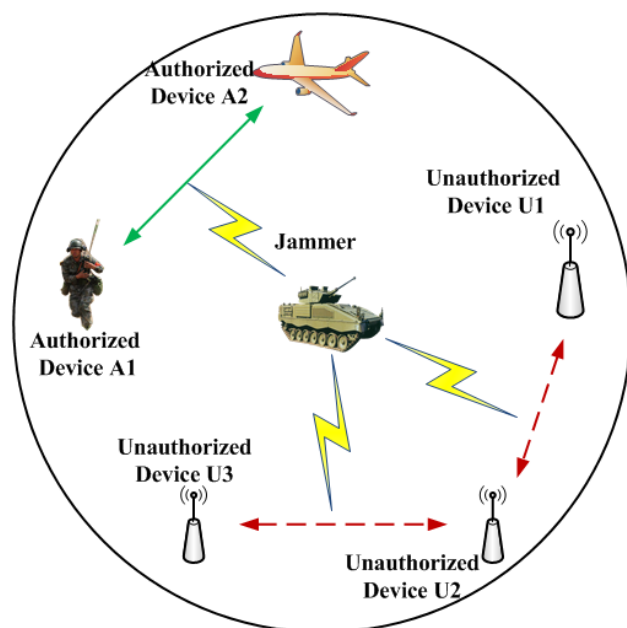 Authorized
Device A2
Unauthorized
Device U1
Jammer
Authorized
Device A1
Unauthorized
Device U3
Unauthorized
Device U2